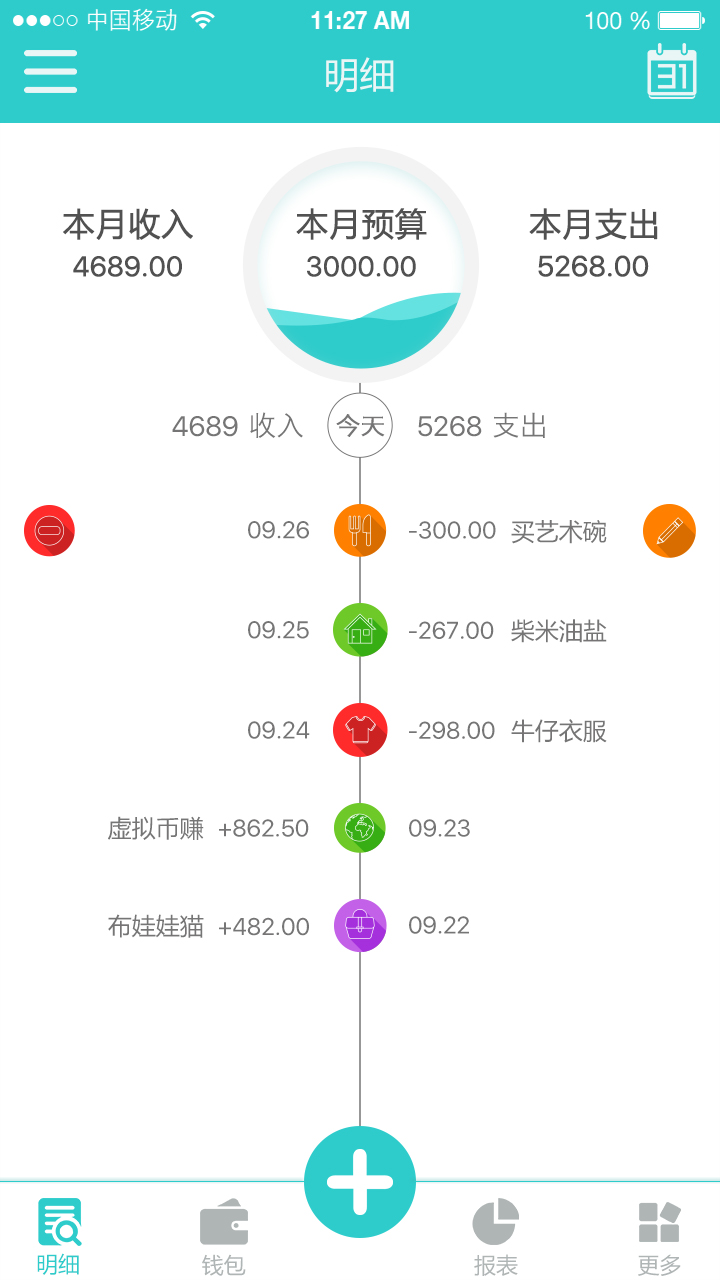 中国移动 11:27 AM 100 %
明细 31
本月收入 本月预算 本月支出
4689.00 3000.00 5268.00
4689 收入 今天 5268 支出
09.26 -300.00 买艺术碗
09.25 -267.00 柴米油盐
09.24 -298.00 牛仔衣服
虚拟币赚 +862.50 09.23
布娃娃猫 +482.00 09.22
明细 钱包 报表 更多